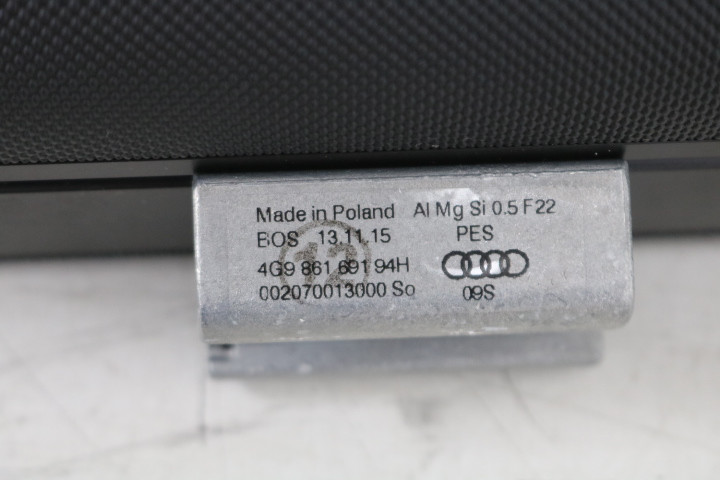 Made in Poland Al Mg Si 0.5 F22
BOS 13.11.15 PES
12
4G9 861 691 94H
002070013000 So 09S